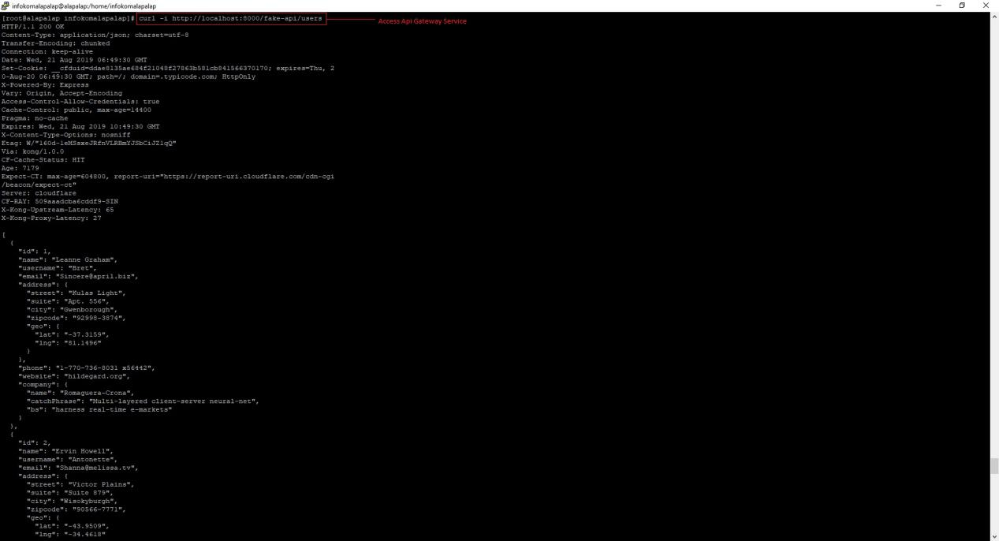 infokomalapalap@alapalap:/home/infokomalapalap
[root@alapalap infokomalapalap]# curl -i http://localhost:8000/fake-api/users
Access Api Gateway Service
HTTP/1.1 200 OK
Content-Type: application/json; charset=utf-8
Transfer-Encoding: chunked
Connection: keep-alive
Date: Wed, 21 Aug 2019 06:49:30 GMT
Set-Cookie: __cfduid=ddae8135ae684f21048f27863b581cb841566370170; expires=Thu, 2
0-Aug-20 06:49:30 GMT; path=/; domain=.typicode.com; HttpOnly
X-Powered-By: Express
Vary: Origin, Accept-Encoding
Access-Control-Allow-Credentials: true
Cache-Control: public, max-age=14400
Pragma: no-cache
Expires: Wed, 21 Aug 2019 10:49:30 GMT
X-Content-Type-Options: nosniff
Etag: W/"160d-1eMSsxeJRfnVLRBmYJSbCiJZ1qQ"
Via: kong/1.0.0
CF-Cache-Status: HIT
Age: 7179
Expect-CT: max-age=604800, report-uri="https://report-uri.cloudflare.com/cdn-cgi
/beacon/expect-ct"
Server: cloudflare
CF-RAY: 509aaadcba6cddf9-SIN
X-Kong-Upstream-Latency: 65
X-Kong-Proxy-Latency: 27
[
{
"id": 1,
"name": "Leanne Graham",
"username": "Bret",
"email": "Sincere@april.biz",
"address": {
"street": "Kulas Light",
"suite": "Apt. 556",
"city": "Gwenborough",
"zipcode": "92998-3874",
"geo": {
"lat": "-37.3159",
"lng": "81.1496"
}
},
"phone": "1-770-736-8031 x56442",
"website": "hildegard.org",
"company": {
"name": "Romaguera-Crona",
"catchPhrase": "Multi-layered client-server neural-net",
"bs": "harness real-time e-markets"
}
},
{
"id": 2,
"name": "Ervin Howell",
"username": "Antonette",
"email": "Shanna@melissa.tv",
"address": {
"street": "Victor Plains",
"suite": "Suite 879",
"city": "Wisokyburgh",
"zipcode": "90566-7771",
"geo": {
"lat": "-43.9509",
"lng": "-34.4618"